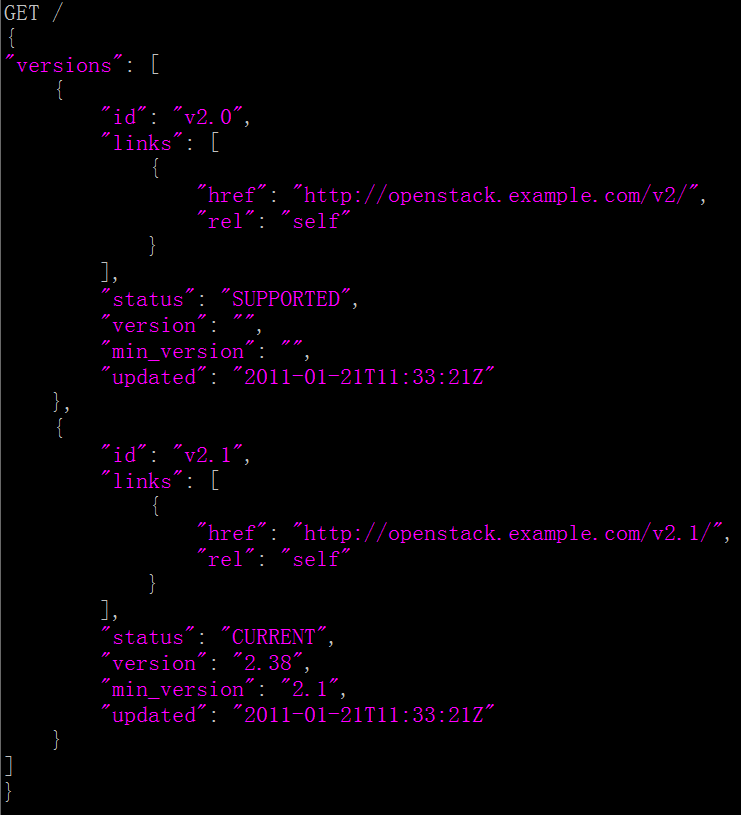 GET /
{
"versions": [
    {
        "id": "v2.0",
        "links": [
            {
                "href": "http://openstack.example.com/v2/",
                "rel": "self"
            }
        ],
        "status": "SUPPORTED",
        "version": "",
        "min_version": "",
        "updated": "2011-01-21T11:33:21Z"
    },
    {
        "id": "v2.1",
        "links": [
            {
                "href": "http://openstack.example.com/v2.1/",
                "rel": "self"
            }
        ],
        "status": "CURRENT",
        "version": "2.38",
        "min_version": "2.1",
        "updated": "2011-01-21T11:33:21Z"
    }
]
}